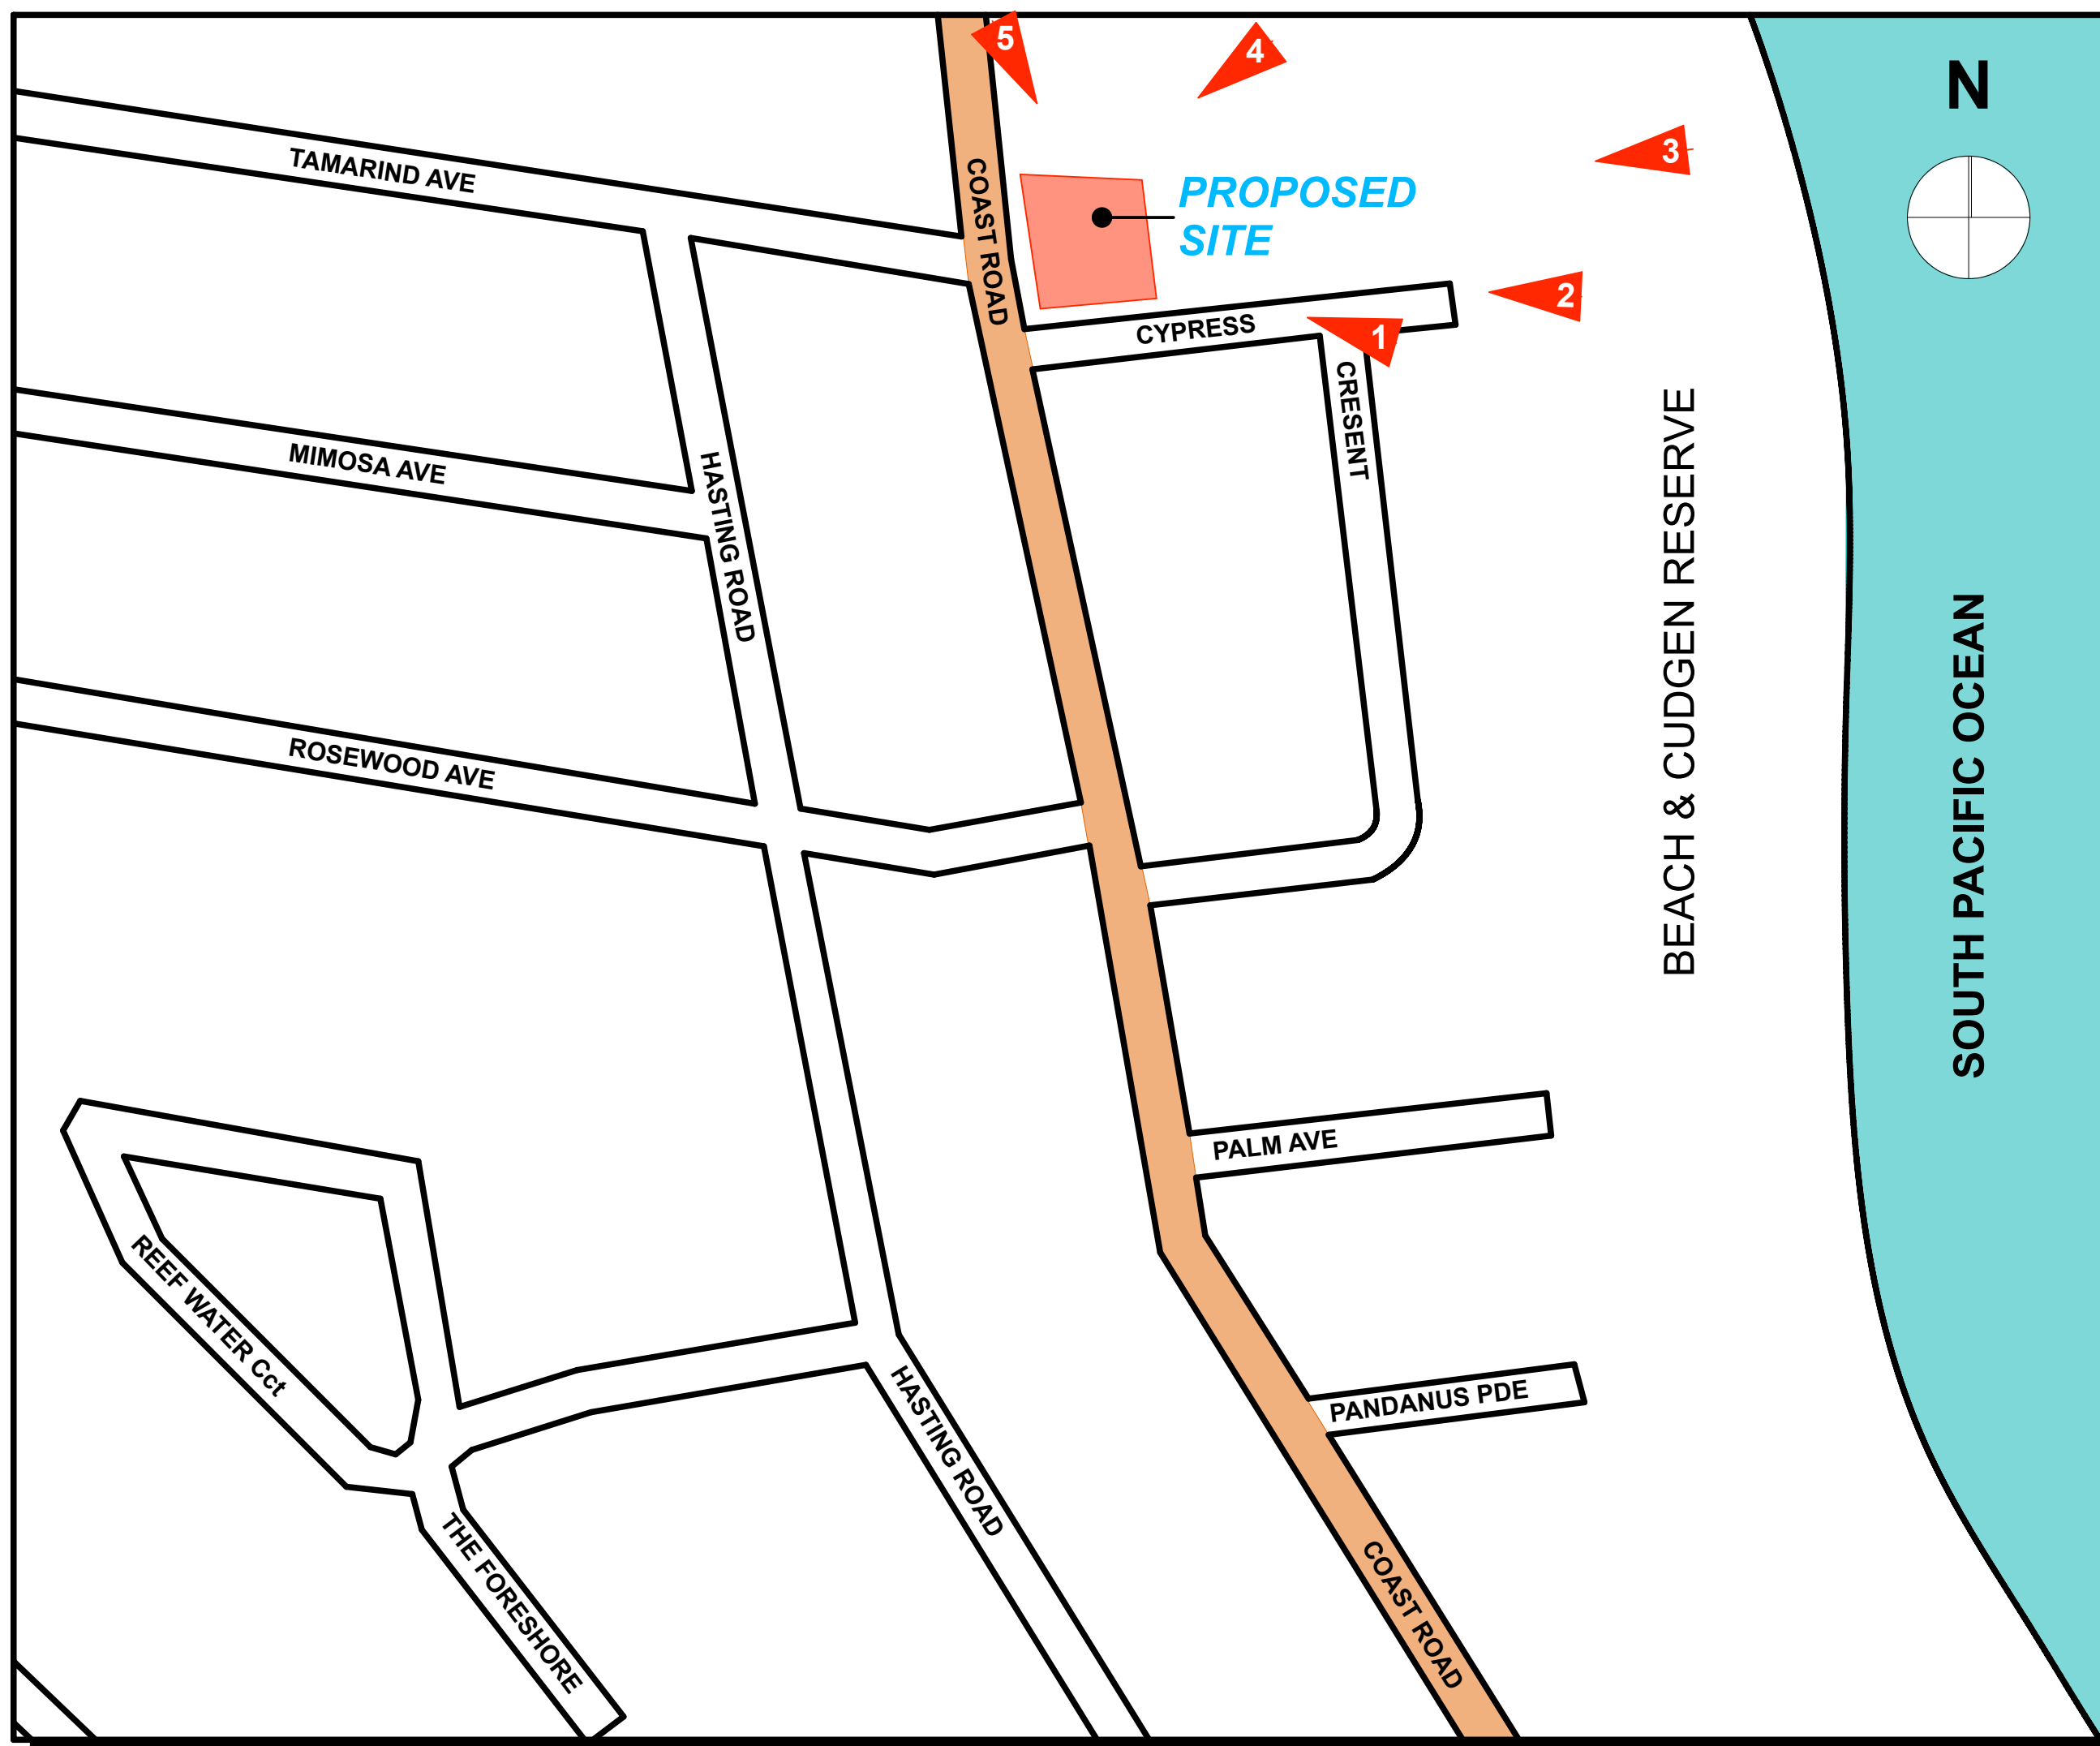 5
4
N
3
TAMARIND AVE
COAST ROAD
PROPOSED
SITE
2
CYPRESS
1
CRESENT
MIMOSA AVE
HASTING ROAD
BEACH & CUDGEN RESERVE
SOUTH PACIFIC OCEAN
ROSEWOOD AVE
PALM AVE
REEF WATER Cct
PANDANUS PDE
HASTING ROAD
THE FORESHORE
COAST ROAD